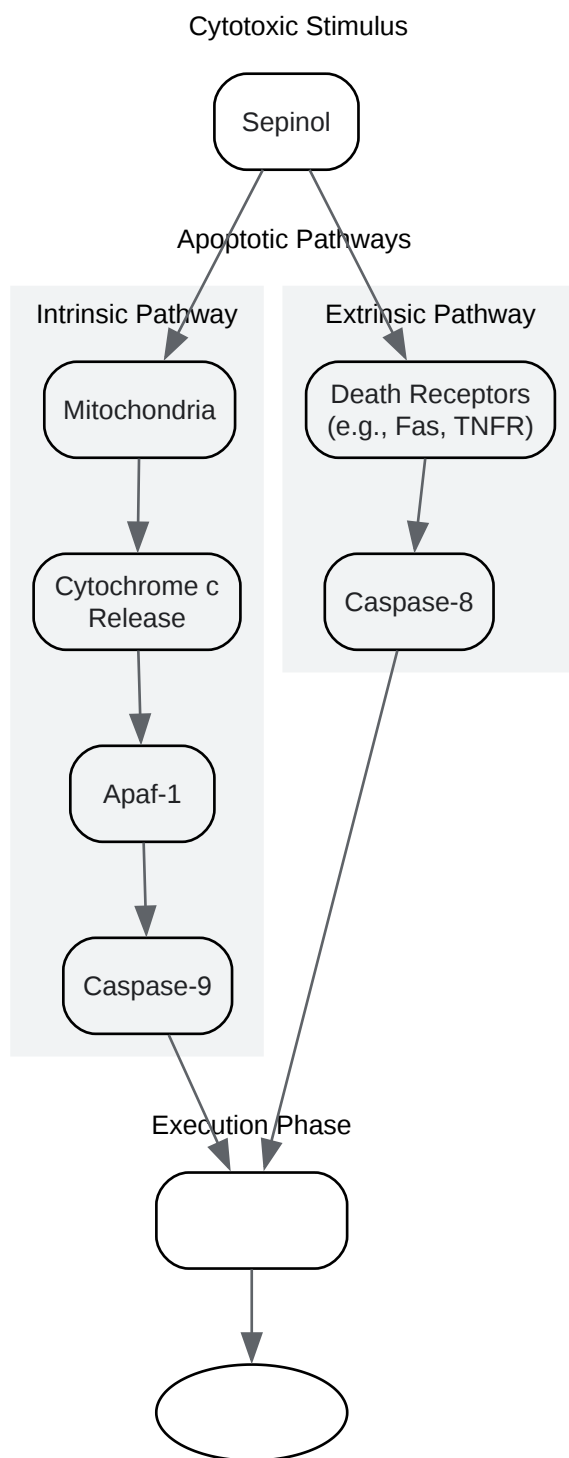 Cytotoxic Stimulus
Sepinol
Apoptotic Pathways
Intrinsic Pathway
Mitochondria
Cytochrome c
Release
Apaf-1
Caspase-9
Extrinsic Pathway
Death Receptors
(e.g., Fas, TNFR)
Caspase-8
Execution Phase